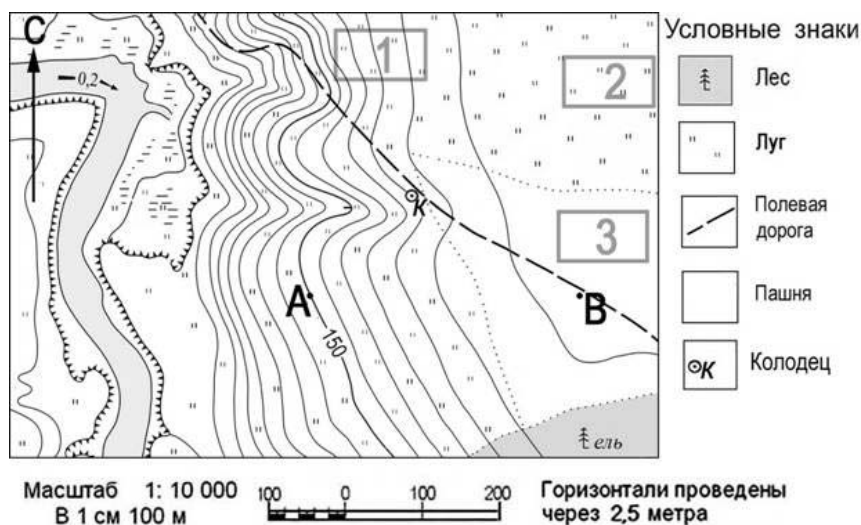 С
0,2
1
2
К
3
А
В
150
ель
Условные знаки
Лес
Луг
Полевая
дорога
Пашня
К
Колодец
Масштаб 1: 10 000
В 1 см 100 м
100 0 100 200
Горизонтали проведены
через 2,5 метра